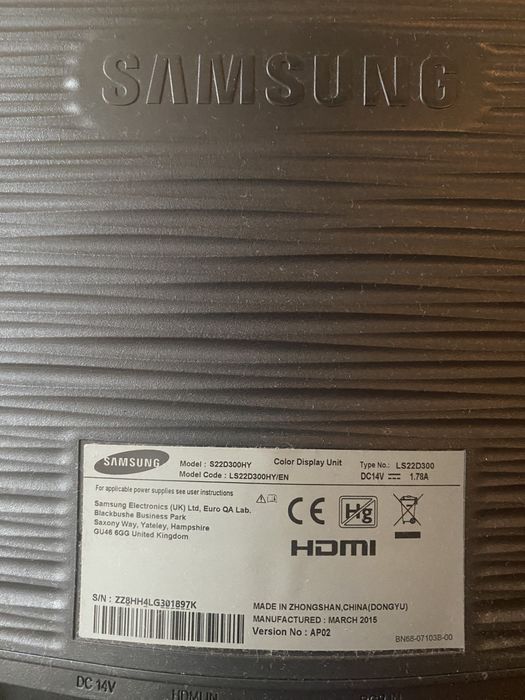 SAMSUNG
SAMSUNG
Model : S22D300HY
Color Display Unit
Type No.: LS22D300
Model Code : LS22D300HY/EN
DC14V ⎓ 1.78A
For applicable power supplies see user instructions
Samsung Electronics (UK) Ltd, Euro QA Lab.
Blackbushe Business Park
Saxony Way, Yateley, Hampshire
GU46 6GG United Kingdom
CE
Hg
HDMI
S/N : ZZ8HH4LG301897K
MADE IN ZHONGSHAN,CHINA(DONGYU)
MANUFACTURED : MARCH 2015
Version No : AP02
BN68-07103B-00
DC 14V
HDMI IN